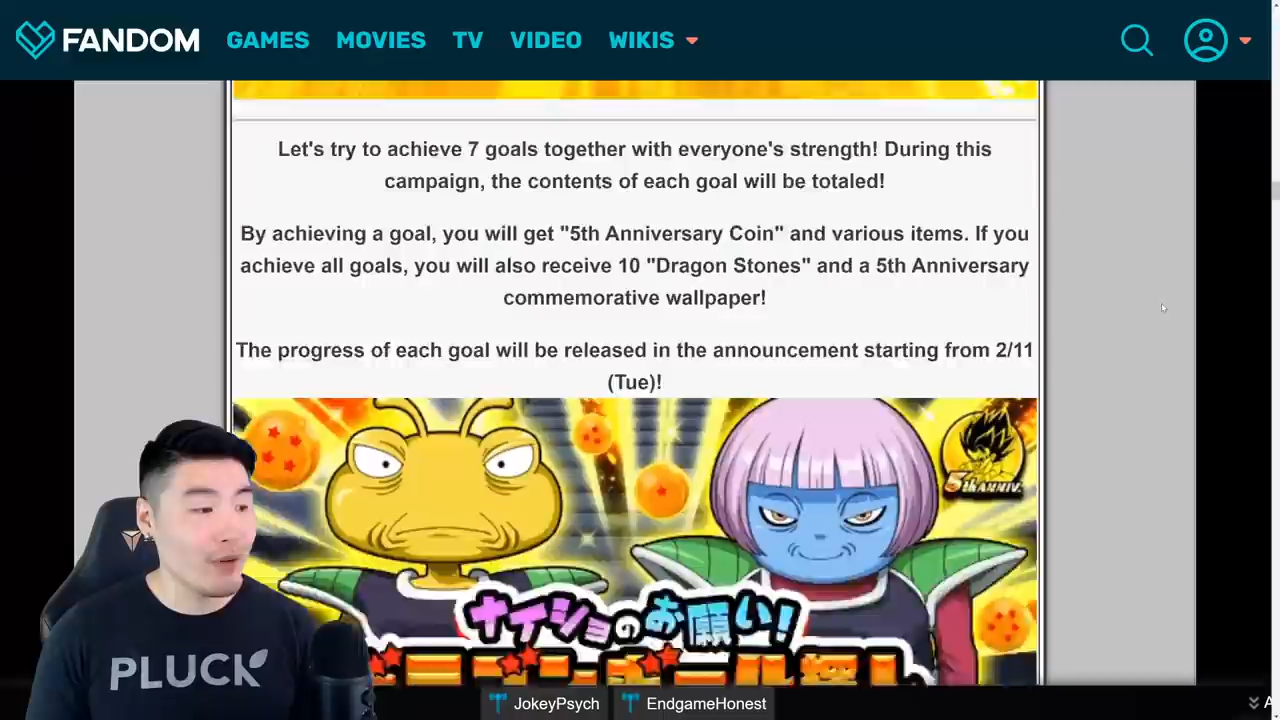 FANDOM GAMES MOVIES TV VIDEO WIKIS
Let's try to achieve 7 goals together with everyone's strength! During this
campaign, the contents of each goal will be totaled!
By achieving a goal, you will get "5th Anniversary Coin" and various items. If you
achieve all goals, you will also receive 10 "Dragon Stones" and a 5th Anniversary
commemorative wallpaper!
The progress of each goal will be released in the announcement starting from 2/11
(Tue)!
5th ANNIV.
ナイショのお願い!
PLUCK
JokeyPsych EndgameHonest